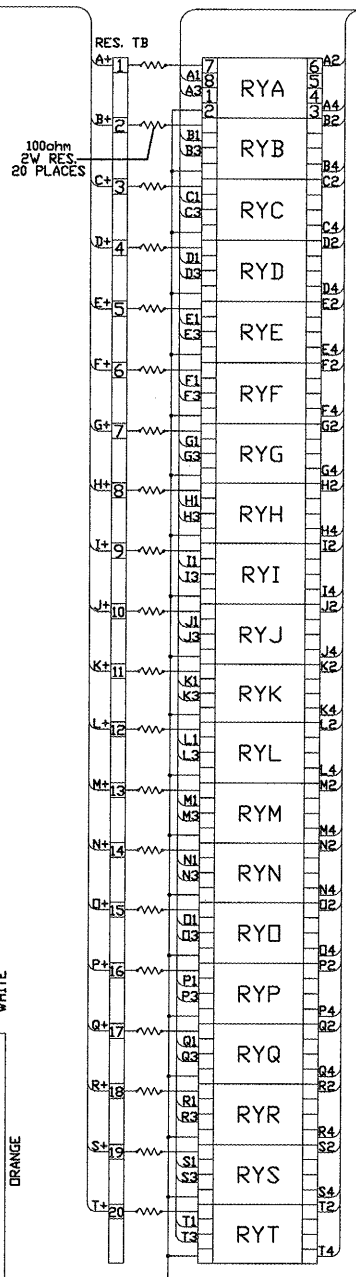 RES. TB
A+ 1 7 6 A2
A1 8 5
A3 1 RYA 4
2 3 A4
B+ 2 B2
100ohm
2W RES.
20 PLACES
B1
B3 RYB
B4
C+ 3 C2
C1
C3 RYC
C4
D+ 4 D2
D1
D3 RYD
D4
E+ 5 E2
E1
E3 RYE
E4
F+ 6 F2
F1
F3 RYF
F4
G+ 7 G2
G1
G3 RYG
G4
H+ 8 H2
H1
H3 RYH
H4
I+ 9 I2
I1
I3 RYI
I4
J+ 10 J2
J1
J3 RYJ
J4
K+ 11 K2
K1
K3 RYK
K4
L+ 12 L2
L1
L3 RYL
L4
M+ 13 M2
M1
M3 RYM
M4
N+ 14 N2
N1
N3 RYN
N4
O+ 15 O2
O1
O3 RYO
O4
P+ 16 P2
P1
P3 RYP
P4
WHITE
Q+ 17 Q2
Q1
Q3 RYQ
Q4
R+ 18 R2
R1
R3 RYR
R4
ORANGE
S+ 19 S2
S1
S3 RYS
S4
T+ 20 T2
T1
T3 RYT
T4